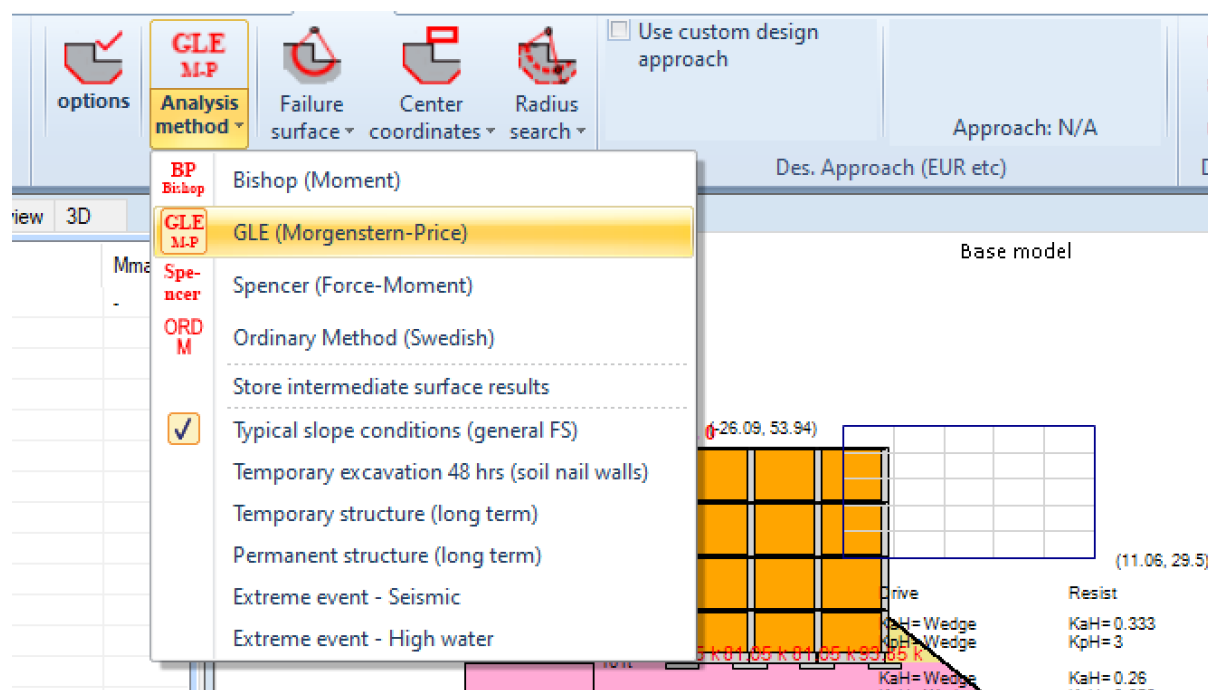 Use custom design
approach
GLE
M-P
options
Analysis
method
Failure
surface
Center
coordinates
Radius
search
Approach: N/A
Des. Approach (EUR etc)
BP
Bishop
Bishop (Moment)
3D
GLE
M-P
GLE (Morgenstern-Price)
Base model
Spe-
ncer
Spencer (Force-Moment)
-
ORD
M
Ordinary Method (Swedish)
Store intermediate surface results
Typical slope conditions (general FS)
(-26.09, 53.94)
Temporary excavation 48 hrs (soil nail walls)
Temporary structure (long term)
Permanent structure (long term)
(11.06, 29.5)
Extreme event - Seismic
Drive
Resist
KaH= Wedge
KaH= 0.333
KpH= Wedge
KpH= 3
Extreme event - High water
KaH= Wedge
KaH= 0.26